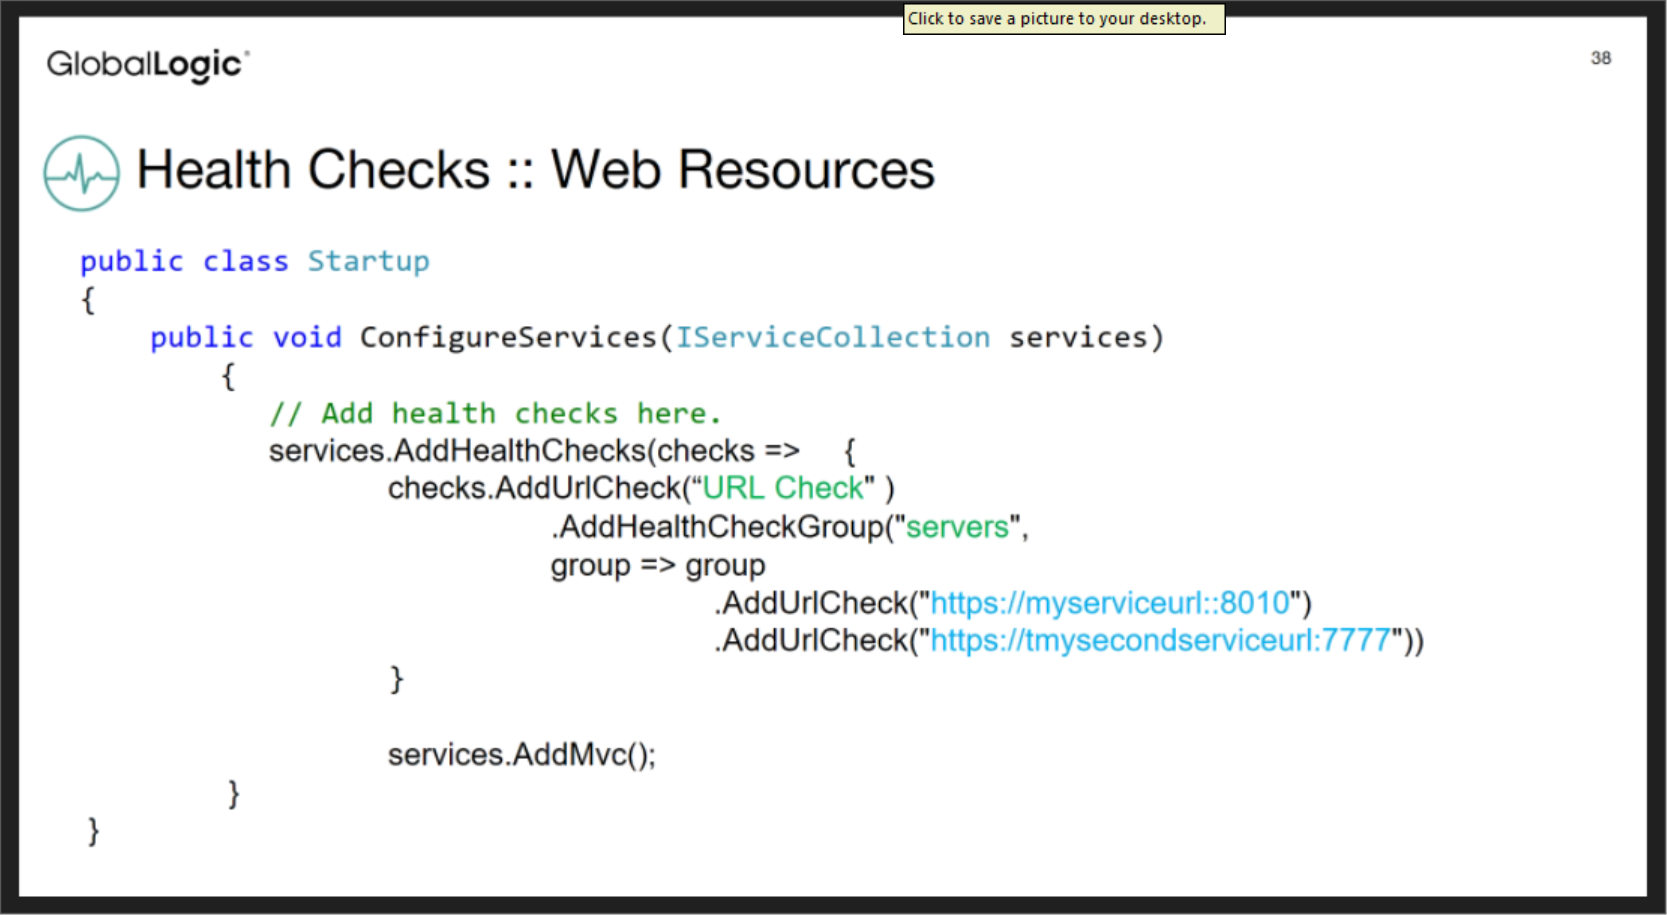 Click to save a picture to your desktop.
GlobalLogic
38
Health Checks :: Web Resources
public class Startup
{
public void ConfigureServices(IServiceCollection services)
{
// Add health checks here.
services.AddHealthChecks(checks => {
checks.AddUrlCheck(“URL Check" )
.AddHealthCheckGroup("servers",
group => group
.AddUrlCheck("https://myserviceurl::8010")
.AddUrlCheck("https://tmysecondserviceurl:7777"))
}
services.AddMvc();
}
}